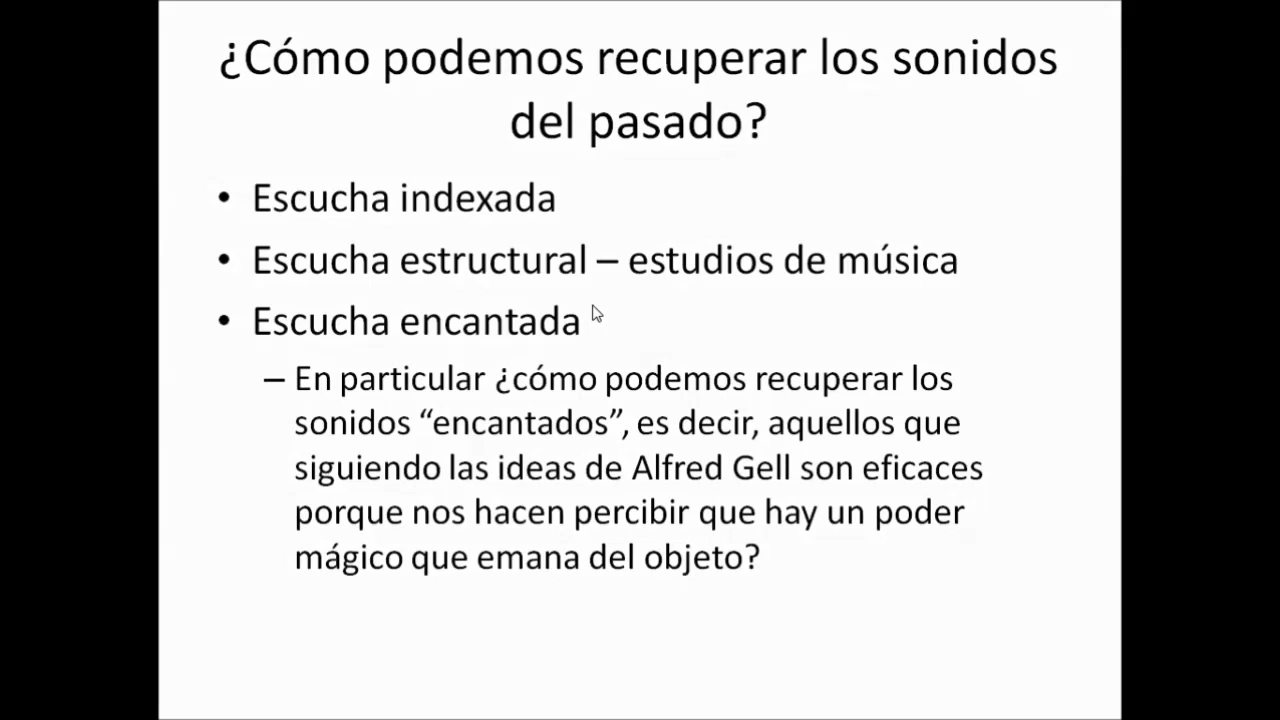 ¿Cómo podemos recuperar los sonidos
del pasado?
• Escucha indexada
• Escucha estructural – estudios de música
• Escucha encantada
– En particular ¿cómo podemos recuperar los
sonidos “encantados”, es decir, aquellos que
siguiendo las ideas de Alfred Gell son eficaces
porque nos hacen percibir que hay un poder
mágico que emana del objeto?